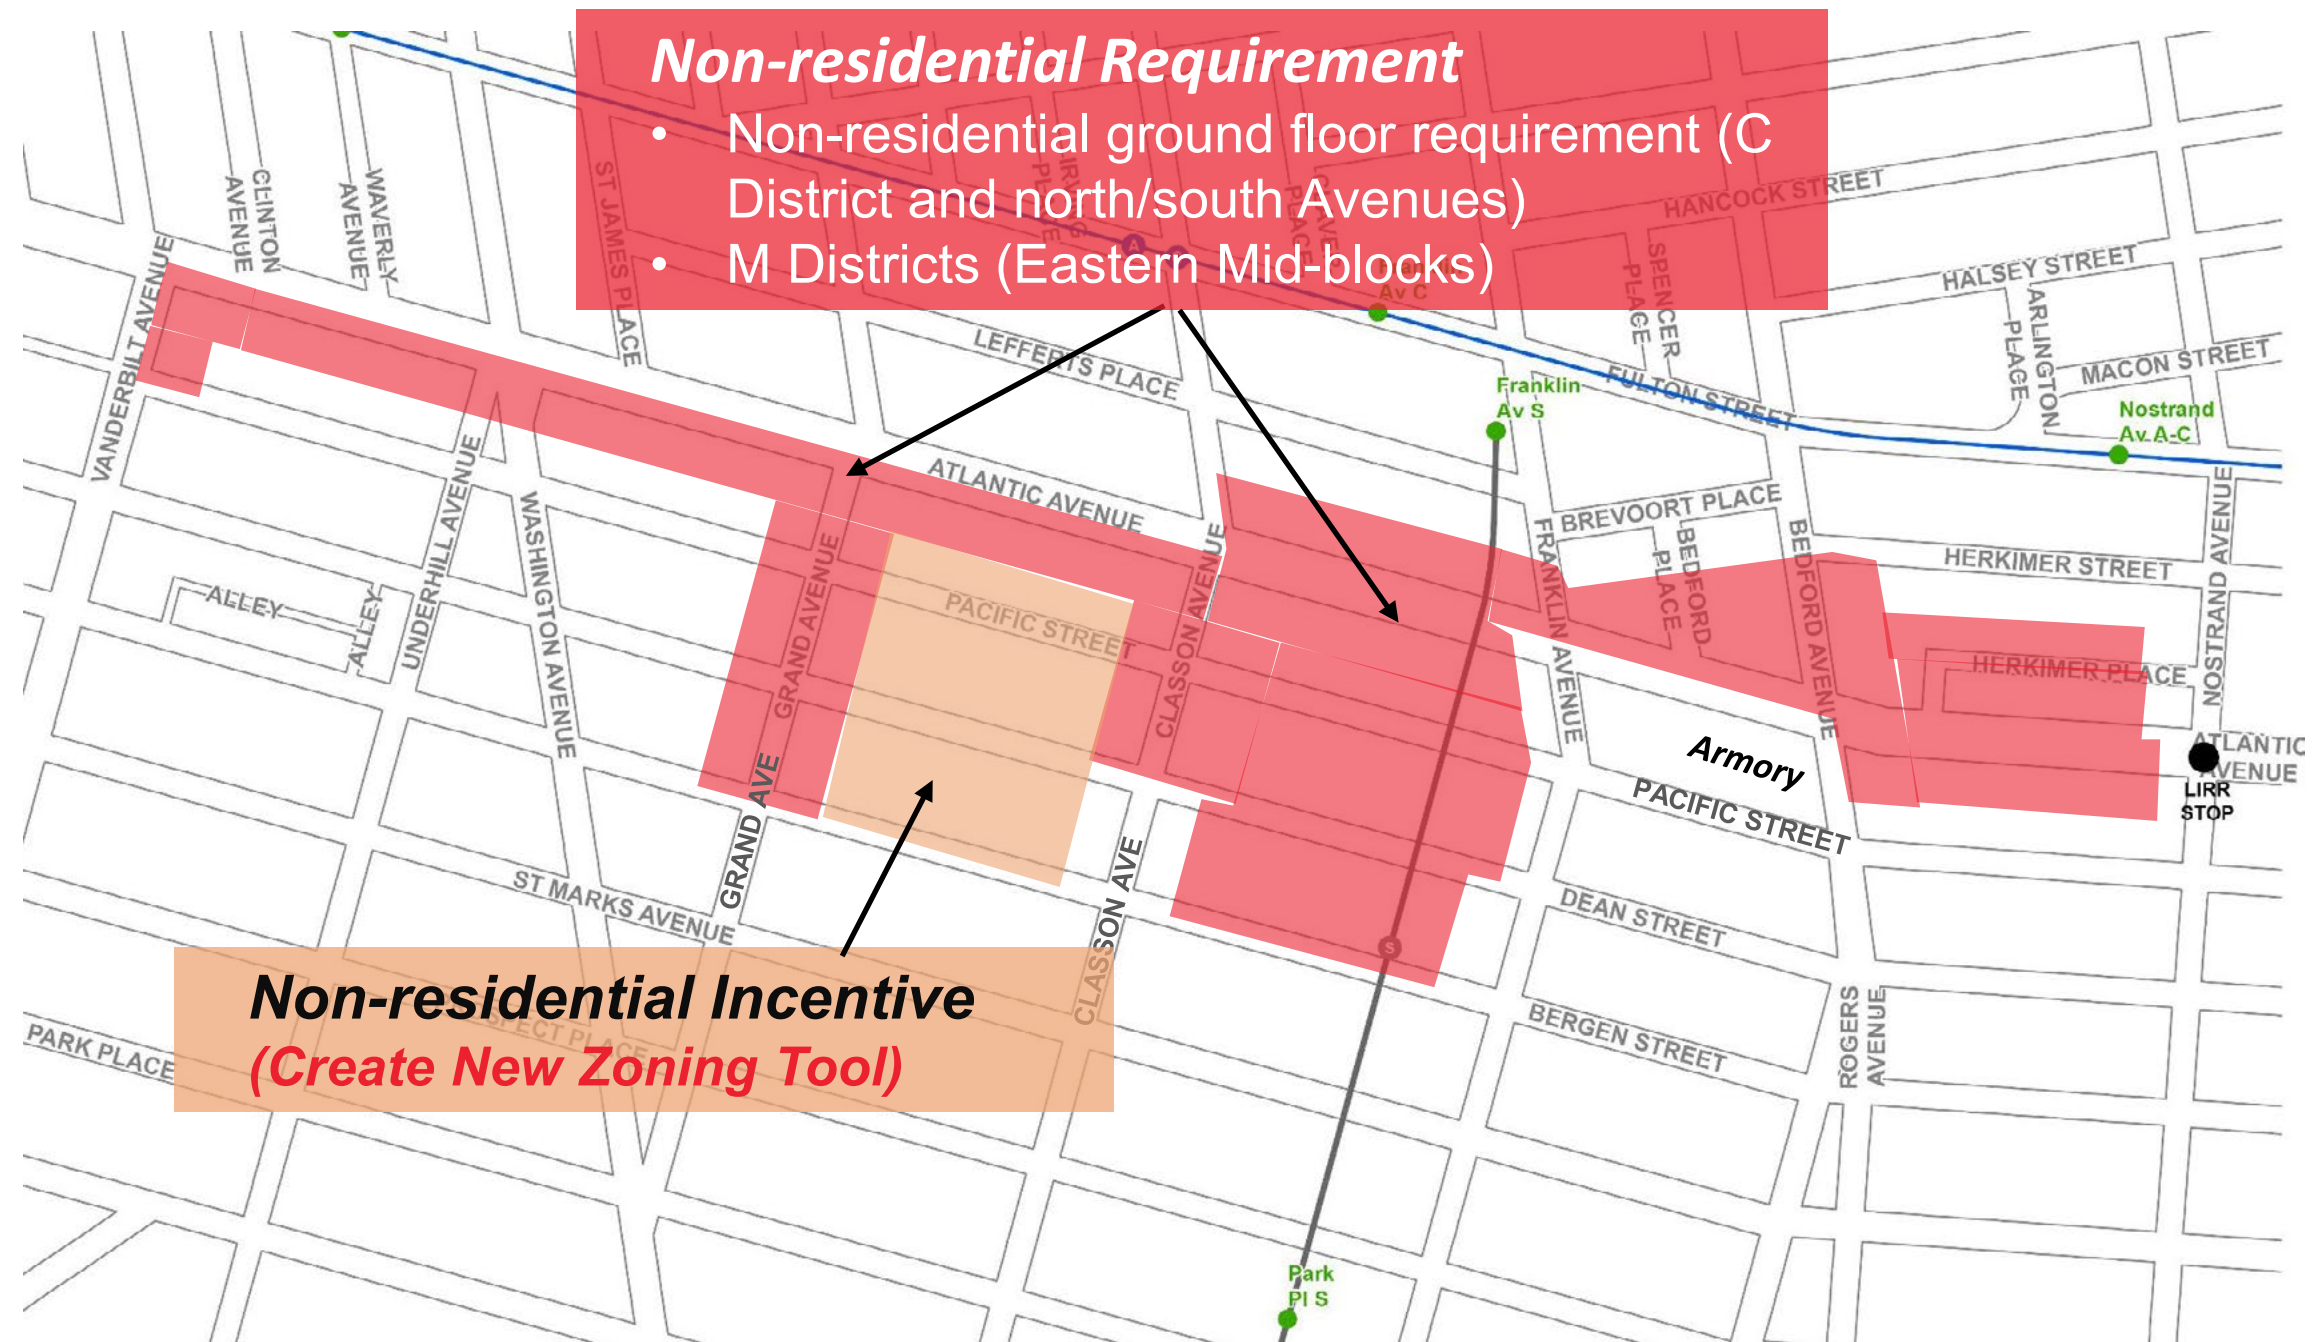 Non-residential Requirement
• Non-residential ground floor requirement (C
District and north/south Avenues)
• M Districts (Eastern Mid-blocks)
CLINTON
AVENUE
WAVERLY
AVENUE
ST JAMES PLACE
IRVING
PLACE
PLACE
HANCOCK STREET
SPENCER
PLACE
HALSEY STREET
ARLINGTON
PLACE
MACON STREET
A
Av C
VANDERBILT AVENUE
LEFFERTS PLACE
Franklin
Av S
FULTON STREET
Nostrand
Av A-C
UNDERHILL AVENUE
WASHINGTON AVENUE
ATLANTIC AVENUE
FRANKLIN AVENUE
BREVOORT PLACE
BEDFORD
PLACE
BEDFORD AVENUE
HERKIMER STREET
NOSTRAND AVENUE
ALLEY
ALLEY
GRAND AVENUE
PACIFIC STREET
CLASSON AVENUE
HERKIMER PLACE
Armory
ATLANTIC
AVENUE
LIRR
STOP
PACIFIC STREET
GRAND AVE
CLASSON AVE
ST MARKS AVENUE
DEAN STREET
S
CLASSON AVE
Non-residential Incentive
(Create New Zoning Tool)
PARK PLACE
BERGEN STREET
ROGERS
AVENUE
Park
Pl S